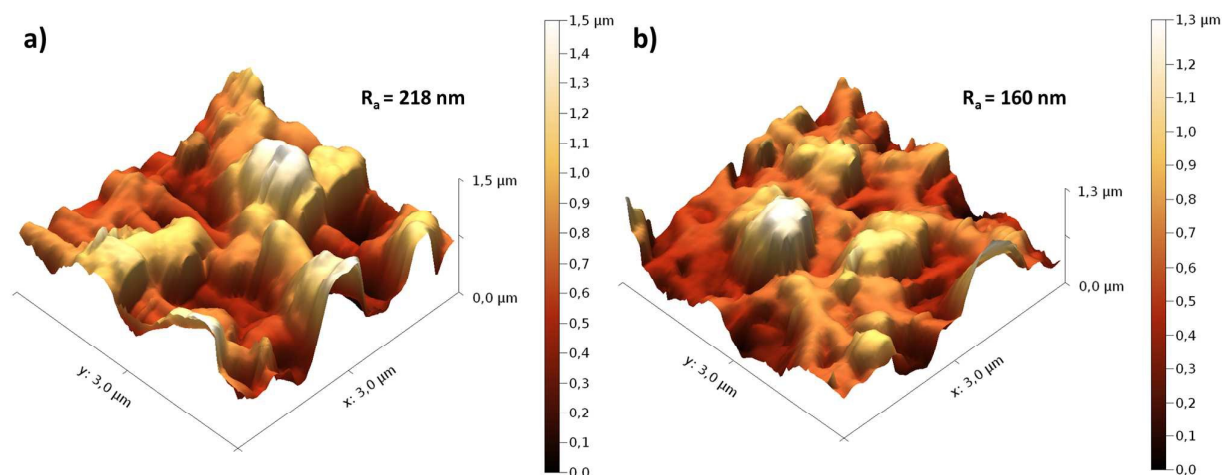 a)
Ra = 218 nm
1,5 µm
0,0 µm
y: 3,0 µm
x: 3,0 µm
1,5 µm
1,4
1,3
1,2
1,1
1,0
0,9
0,8
0,7
0,6
0,5
0,4
0,3
0,2
0,1
0,0
b)
Ra = 160 nm
1,3 µm
0,0 µm
y: 3,0 µm
x: 3,0 µm
1,3 µm
1,2
1,1
1,0
0,9
0,8
0,7
0,6
0,5
0,4
0,3
0,2
0,1
0,0